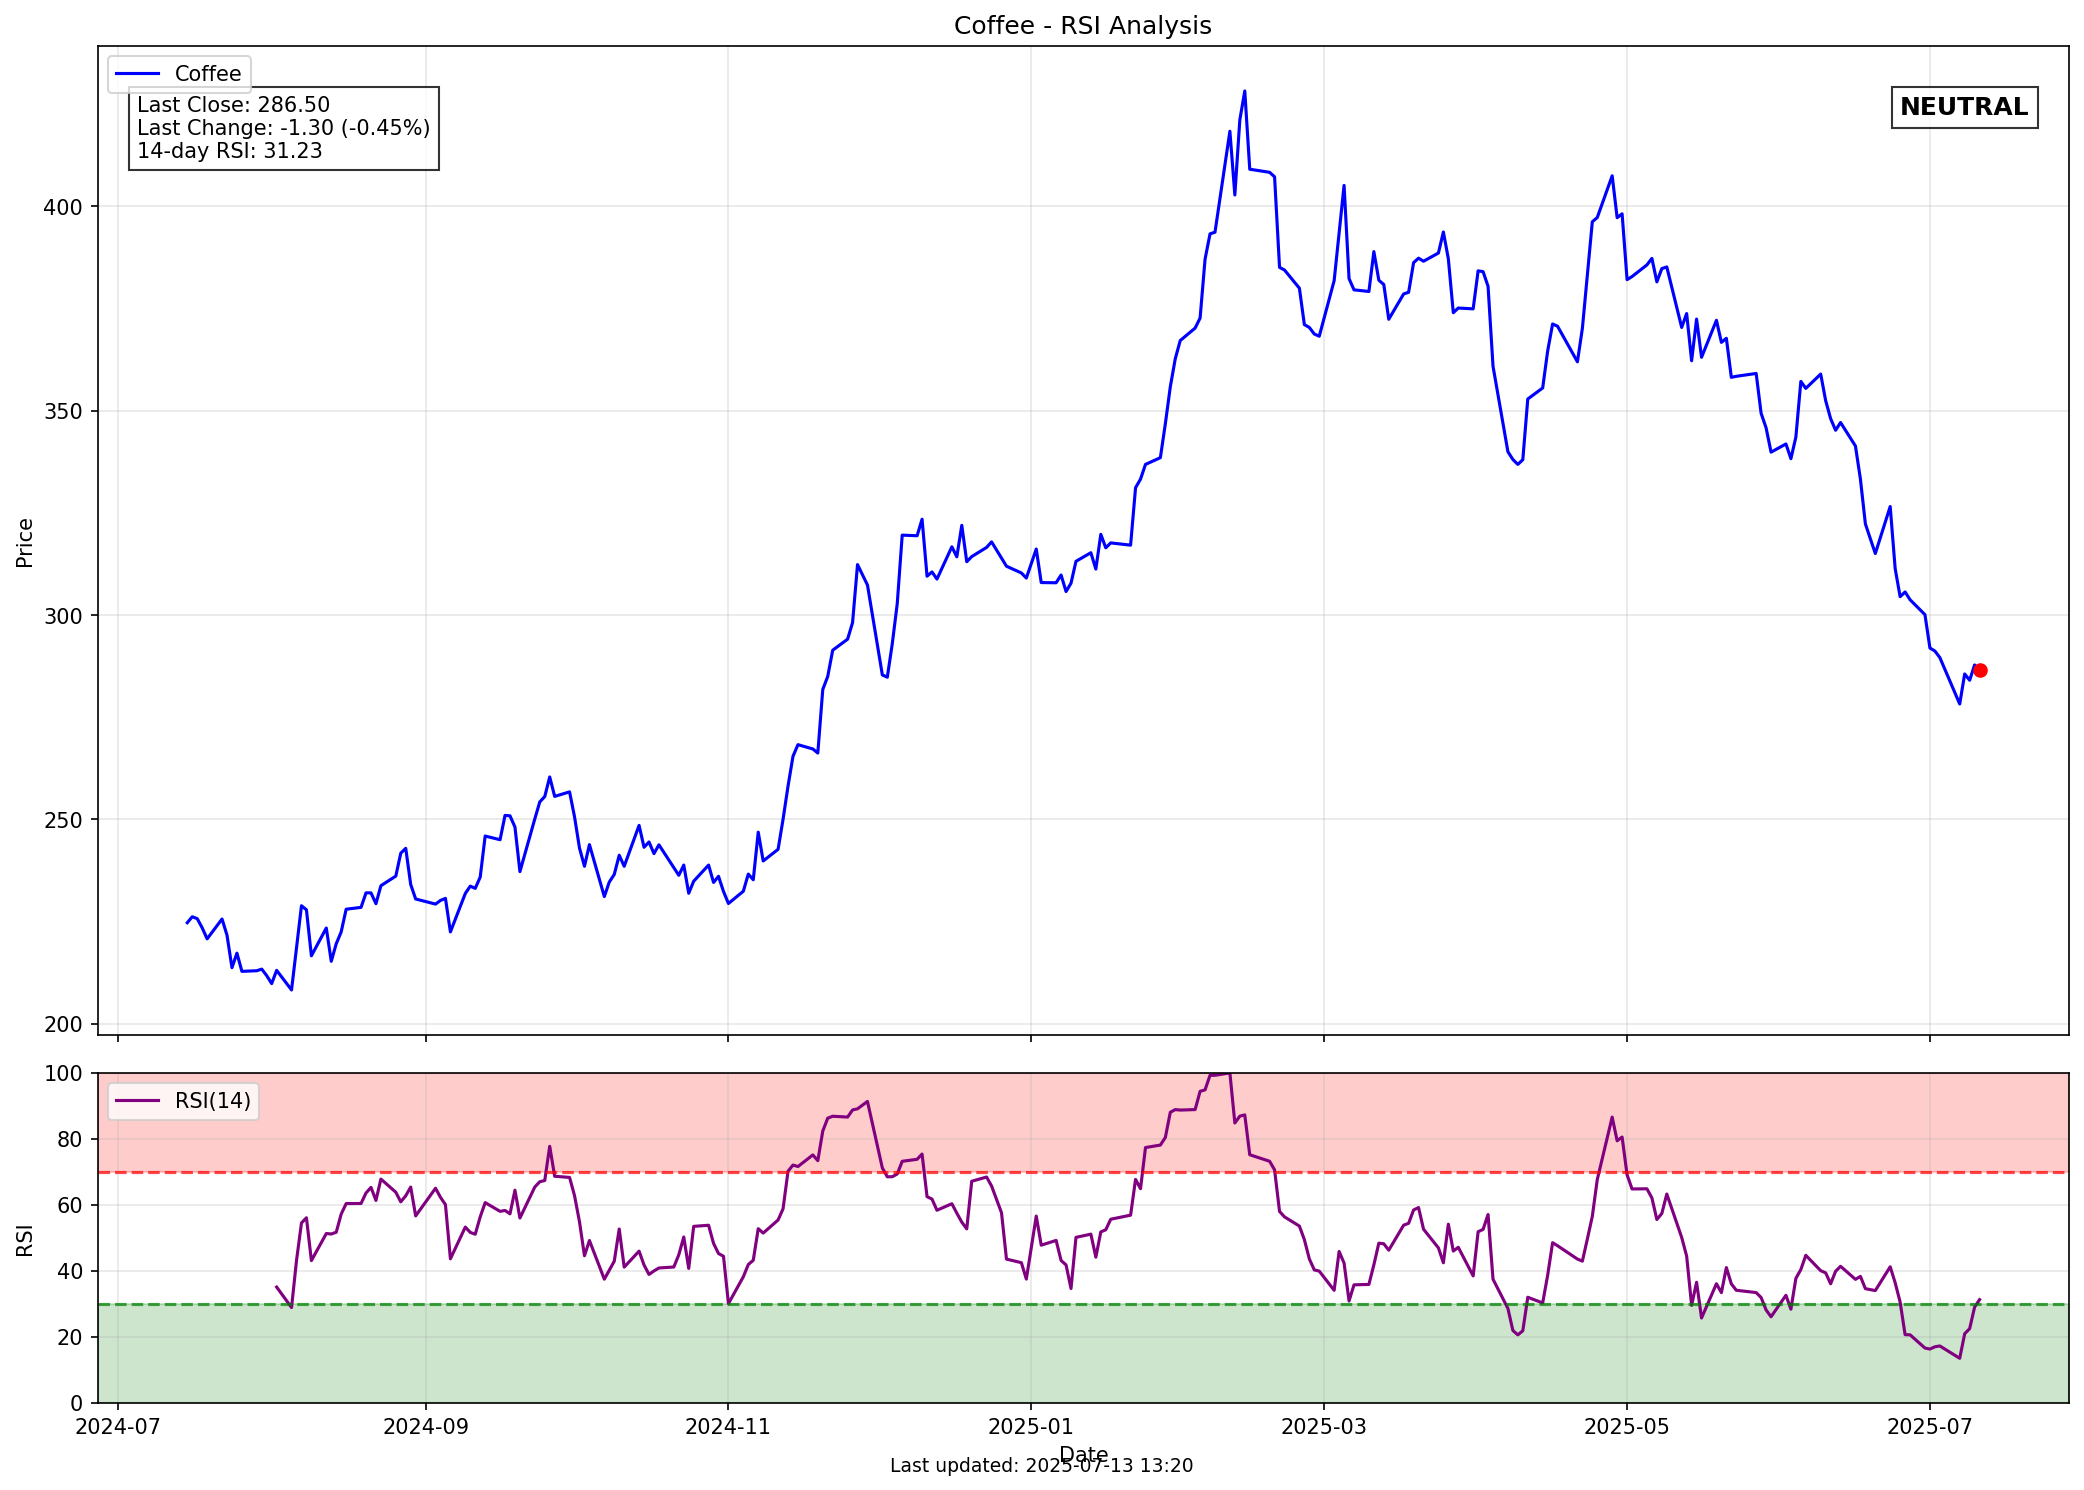 Coffee - RSI Analysis
Coffee
Last Close: 286.50
Last Change: -1.30 (-0.45%)
14-day RSI: 31.23
NEUTRAL
Price
400
350
300
250
200
RSI(14)
RSI
100
80
60
40
20
0
2024-07 2024-09 2024-11 2025-01 2025-03 2025-05 2025-07
Date
Last updated: 2025-07-13 13:20